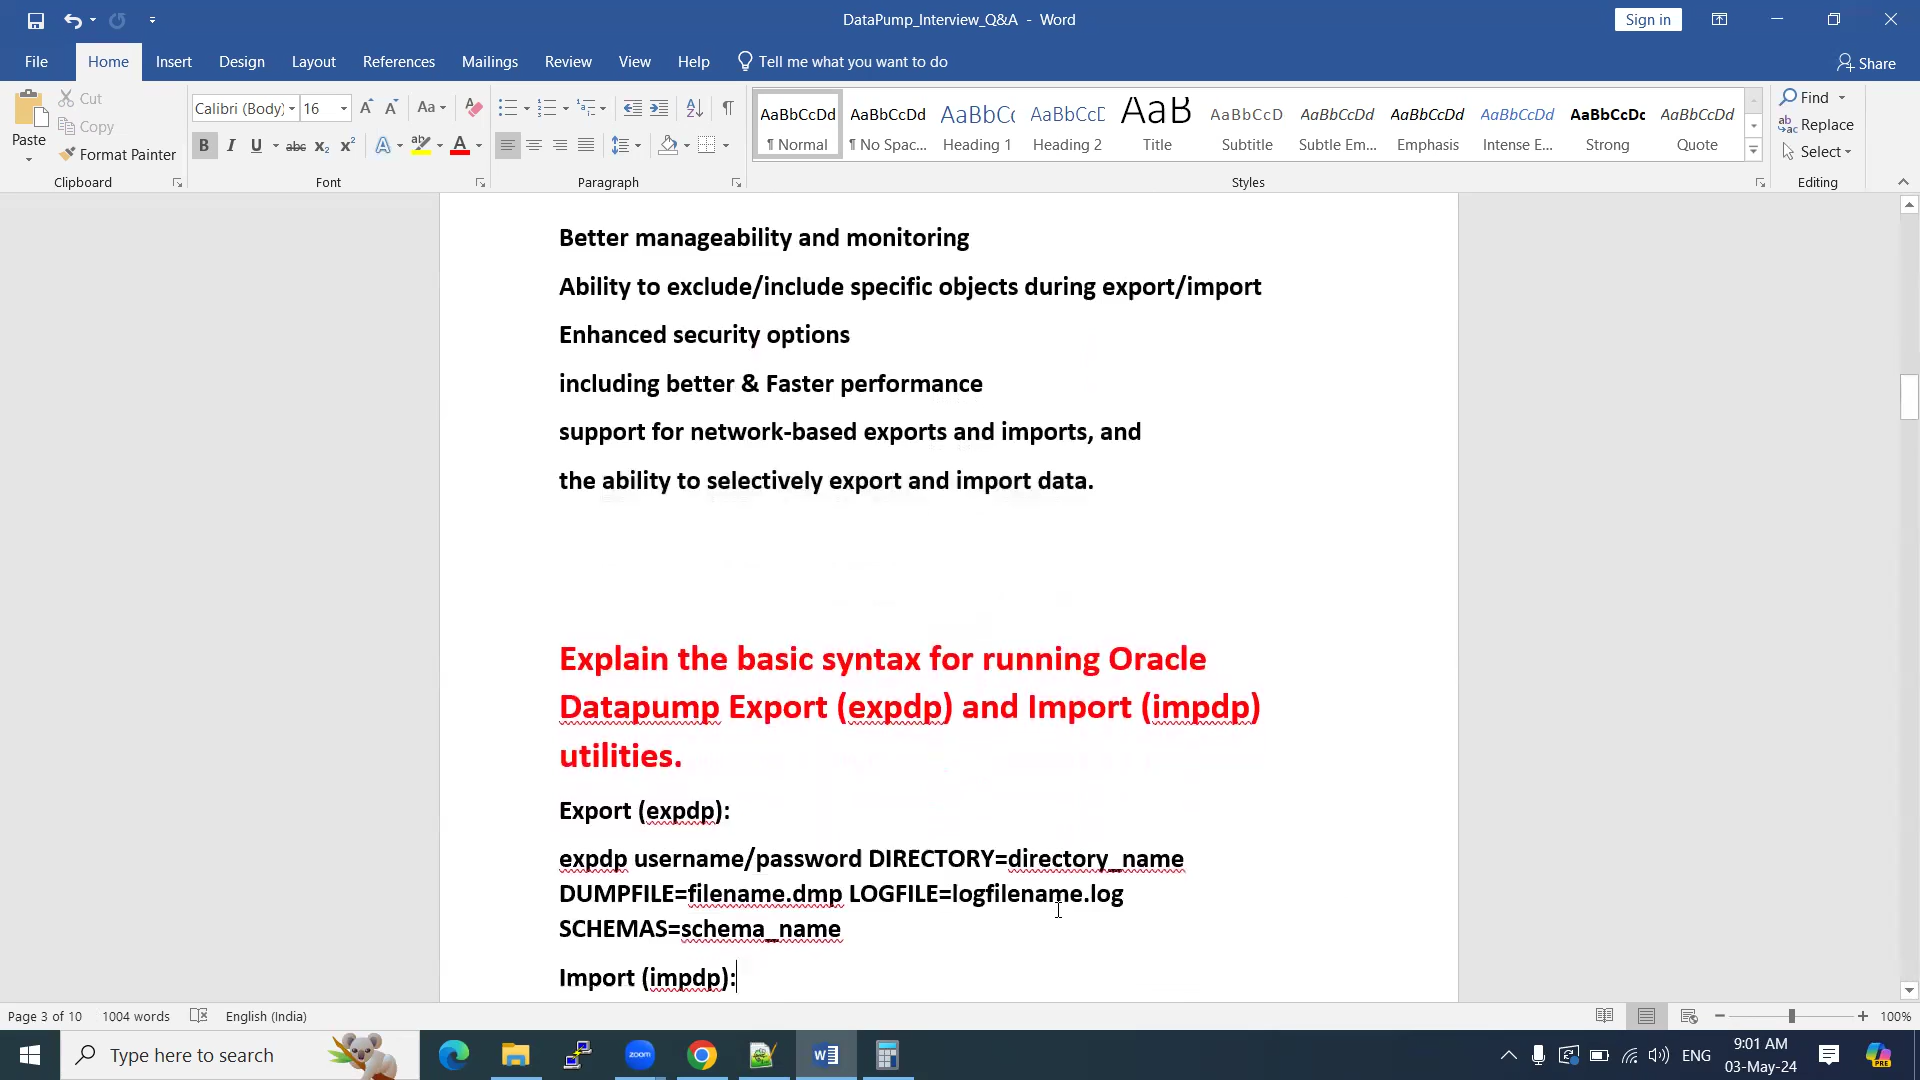 DataPump_Interview_Q&A - Word
Sign in
File Home Insert Design Layout References Mailings Review View Help Tell me what you want to do Share
Paste Cut Copy Format Painter
Calibri (Body) 16
AaBbCcDd AaBbCcDd AaBbCc AaBbCcD AaB AaBbCcD AaBbCcDd AaBbCcDd AaBbCcDd AaBbCcDc AaBbCcDd
¶ Normal ¶ No Spac... Heading 1 Heading 2 Title Subtitle Subtle Em... Emphasis Intense E... Strong Quote
Find Replace Select
Clipboard Font Paragraph Styles Editing
Better manageability and monitoring
Ability to exclude/include specific objects during export/import
Enhanced security options
including better & Faster performance
support for network-based exports and imports, and
the ability to selectively export and import data.
Explain the basic syntax for running Oracle
Datapump Export (expdp) and Import (impdp)
utilities.
Export (expdp):
expdp username/password DIRECTORY=directory_name
DUMPFILE=filename.dmp LOGFILE=logfilename.log
SCHEMAS=schema_name
Import (impdp):
Page 3 of 10 1004 words English (India) 100%
Type here to search
zoom
ENG
9:01 AM
03-May-24